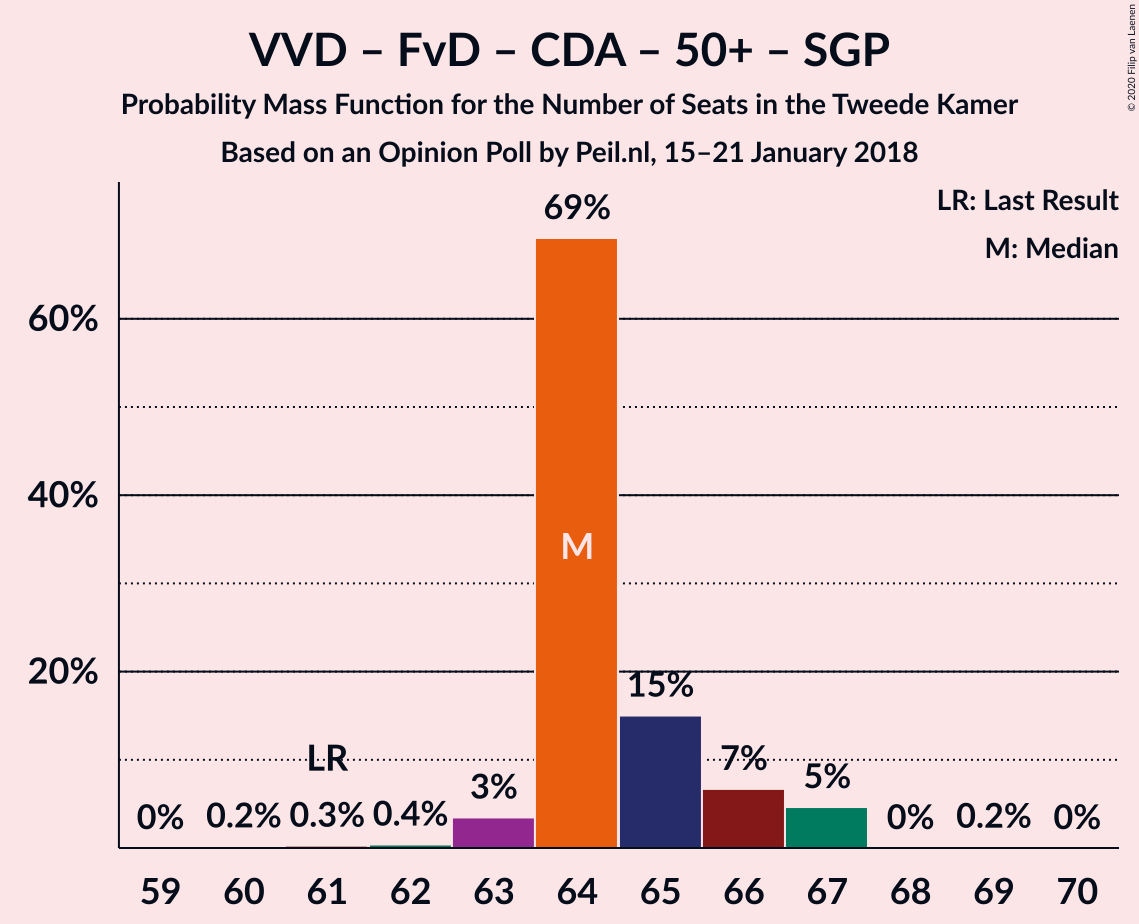 VVD – FvD – CDA – 50+ – SGP
Probability Mass Function for the Number of Seats in the Tweede Kamer
Based on an Opinion Poll by Peil.nl, 15–21 January 2018
© 2020 Filip van Laenen
LR: Last Result
M: Median
69%
60%
40%
M
20%
15%
LR
7%
5%
3%
0% 0.2% 0.3% 0.4% 0% 0.2% 0%
59 60 61 62 63 64 65 66 67 68 69 70